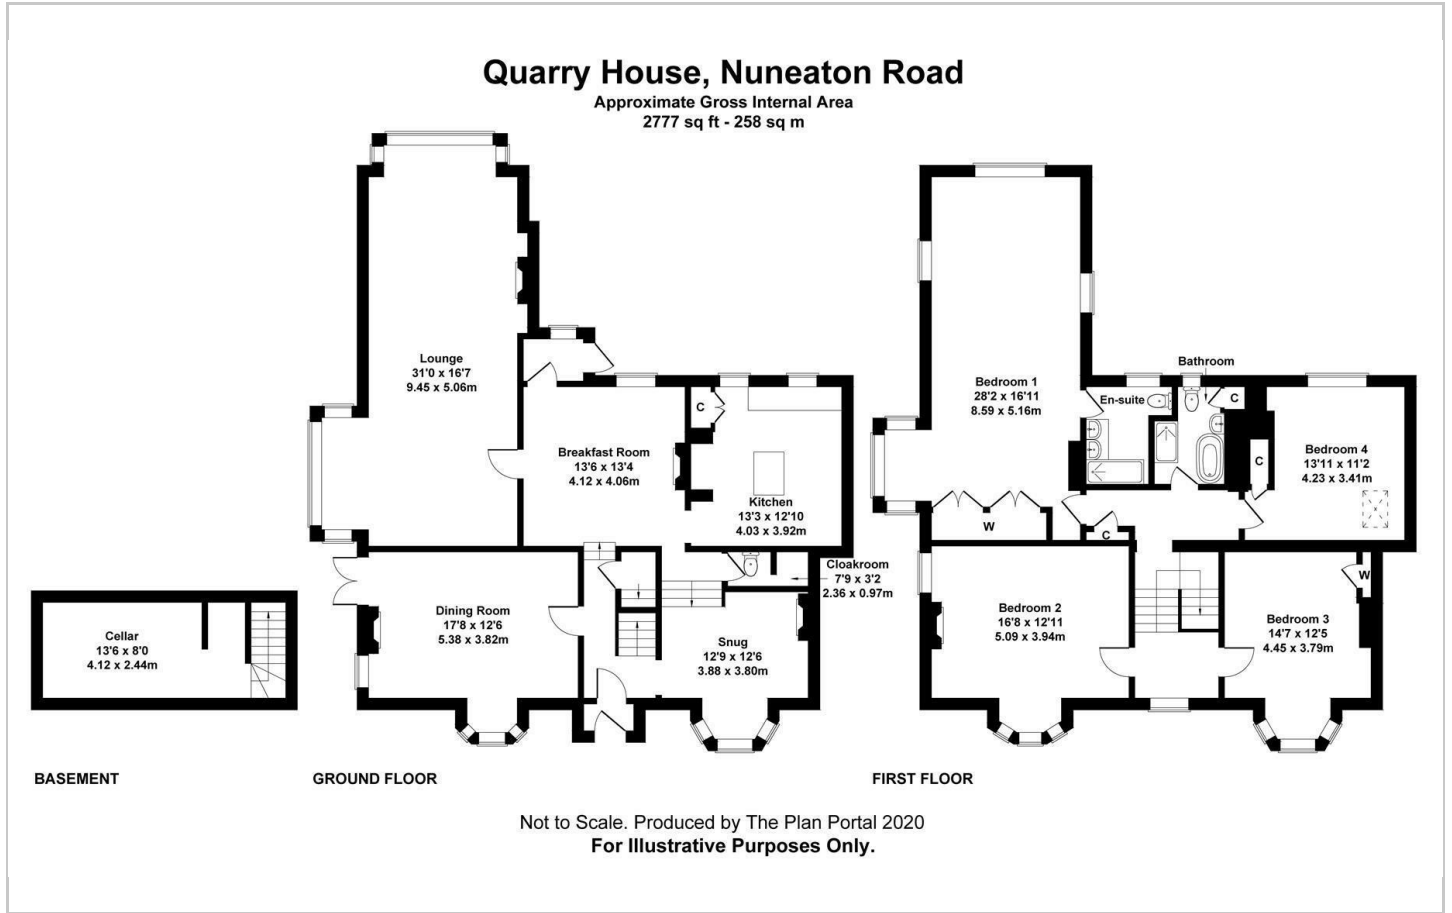 Quarry House, Nuneaton Road
Approximate Gross Internal Area
2777 sq ft - 258 sq m
Lounge
31'0 x 16'7
9.45 x 5.06m
Breakfast Room
13'6 x 13'4
4.12 x 4.06m
C
Kitchen
13'3 x 12'10
4.03 x 3.92m
Cloakroom
7'9 x 3'2
2.36 x 0.97m
Dining Room
17'8 x 12'6
5.38 x 3.82m
Snug
12'9 x 12'6
3.88 x 3.80m
Cellar
13'6 x 8'0
4.12 x 2.44m
Bedroom 1
28'2 x 16'11
8.59 x 5.16m
En-suite
Bathroom
C
C
Bedroom 4
13'11 x 11'2
4.23 x 3.41m
W
C
Bedroom 2
16'8 x 12'11
5.09 x 3.94m
Bedroom 3
14'7 x 12'5
4.45 x 3.79m
W
BASEMENT
GROUND FLOOR
FIRST FLOOR
Not to Scale. Produced by The Plan Portal 2020
For Illustrative Purposes Only.